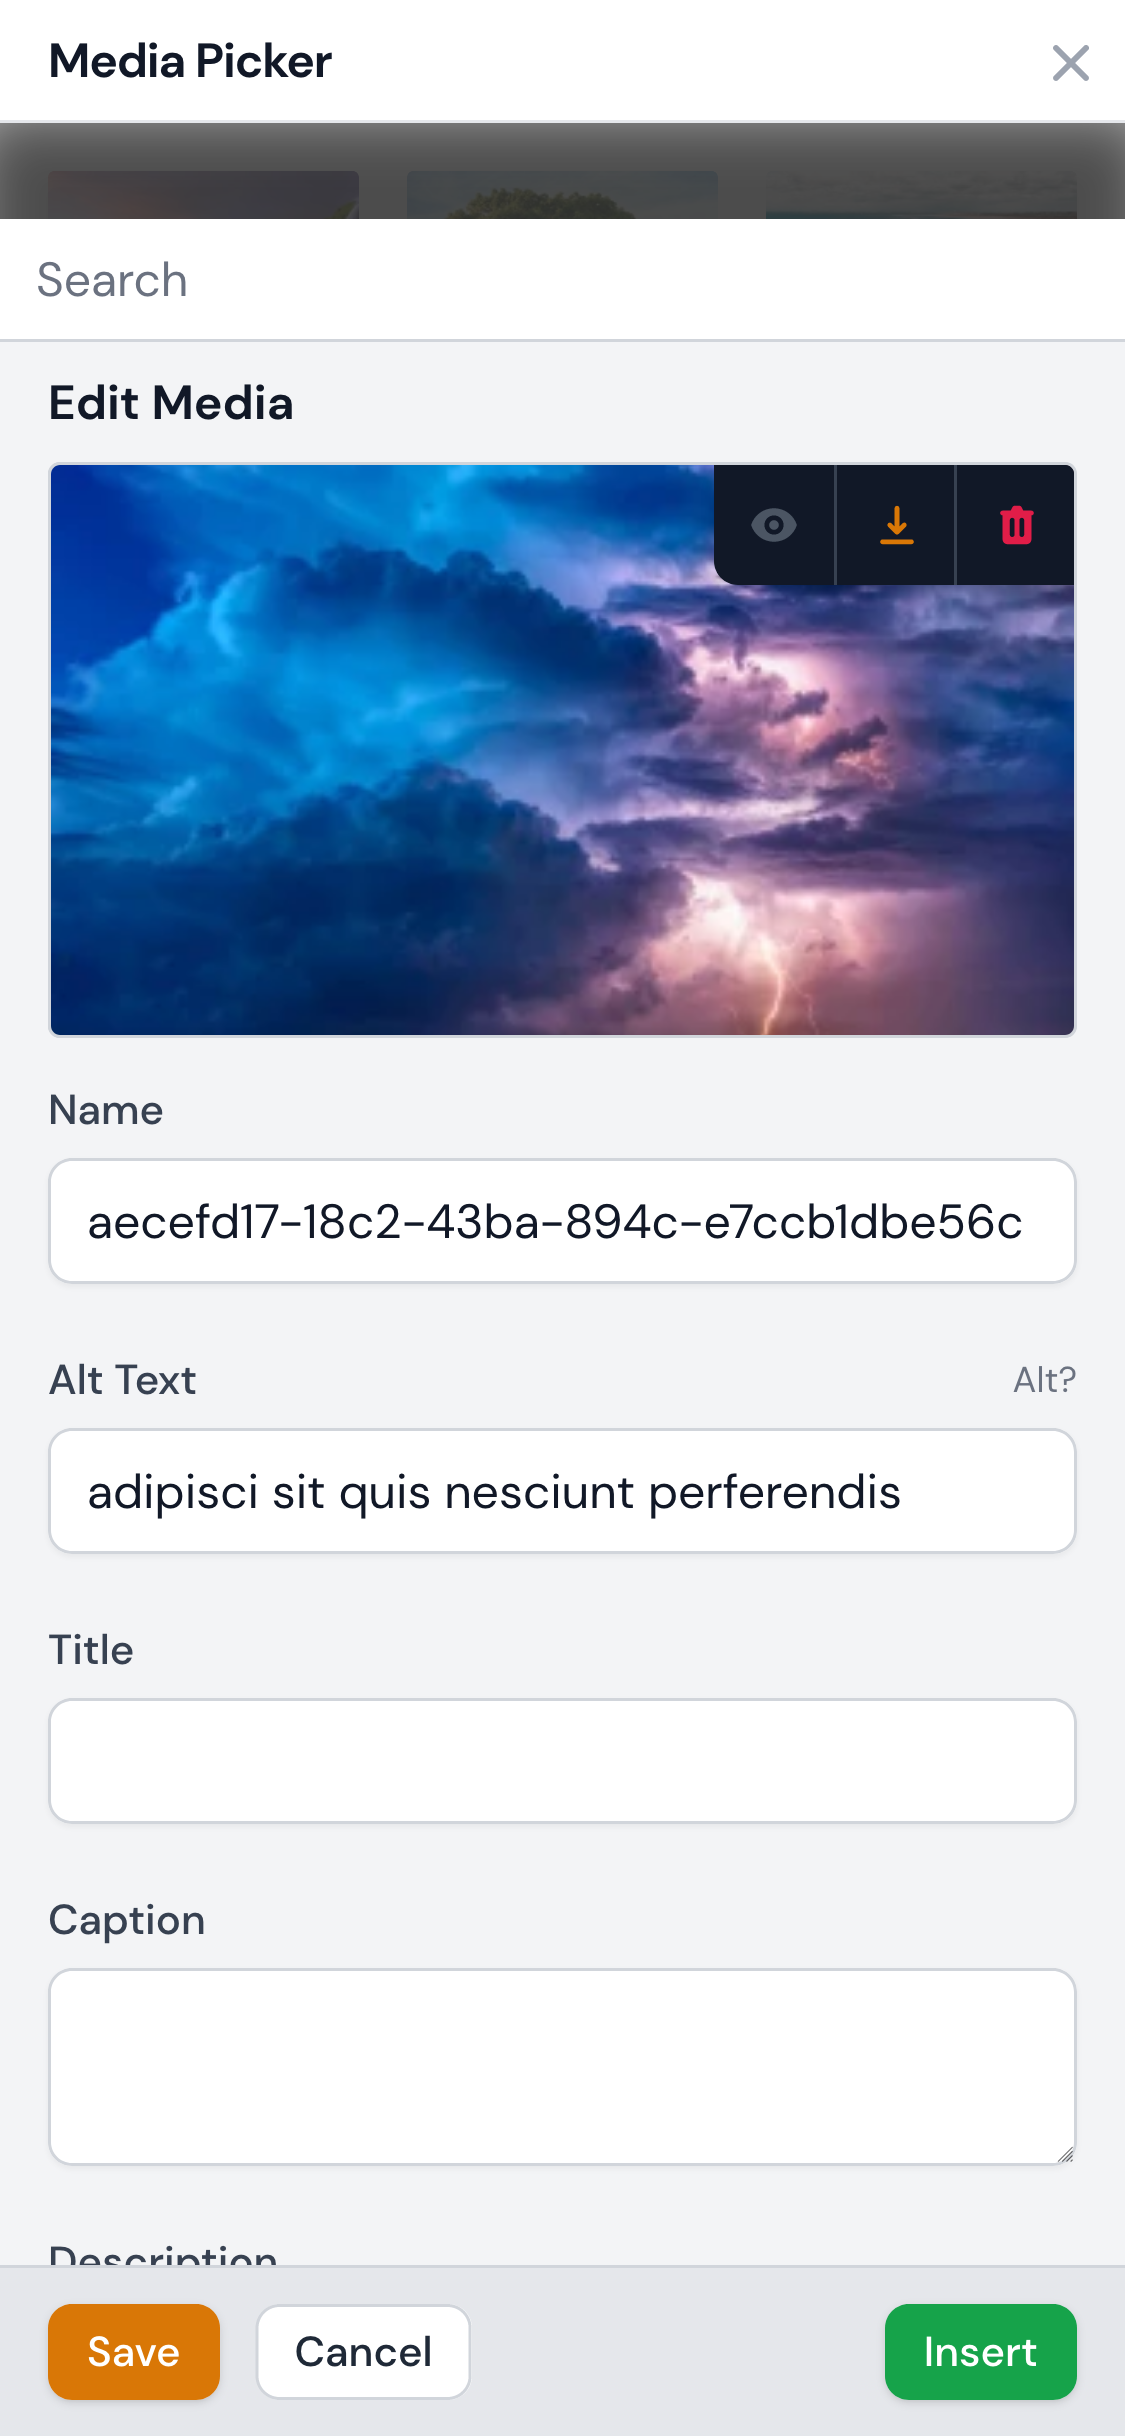 Media Picker
Search
Edit Media
Name
aecefd17-18c2-43ba-894c-e7ccb1dbe56c
Alt Text
Alt?
adipisci sit quis nesciunt perferendis
Title
Caption
Description
Save
Cancel
Insert